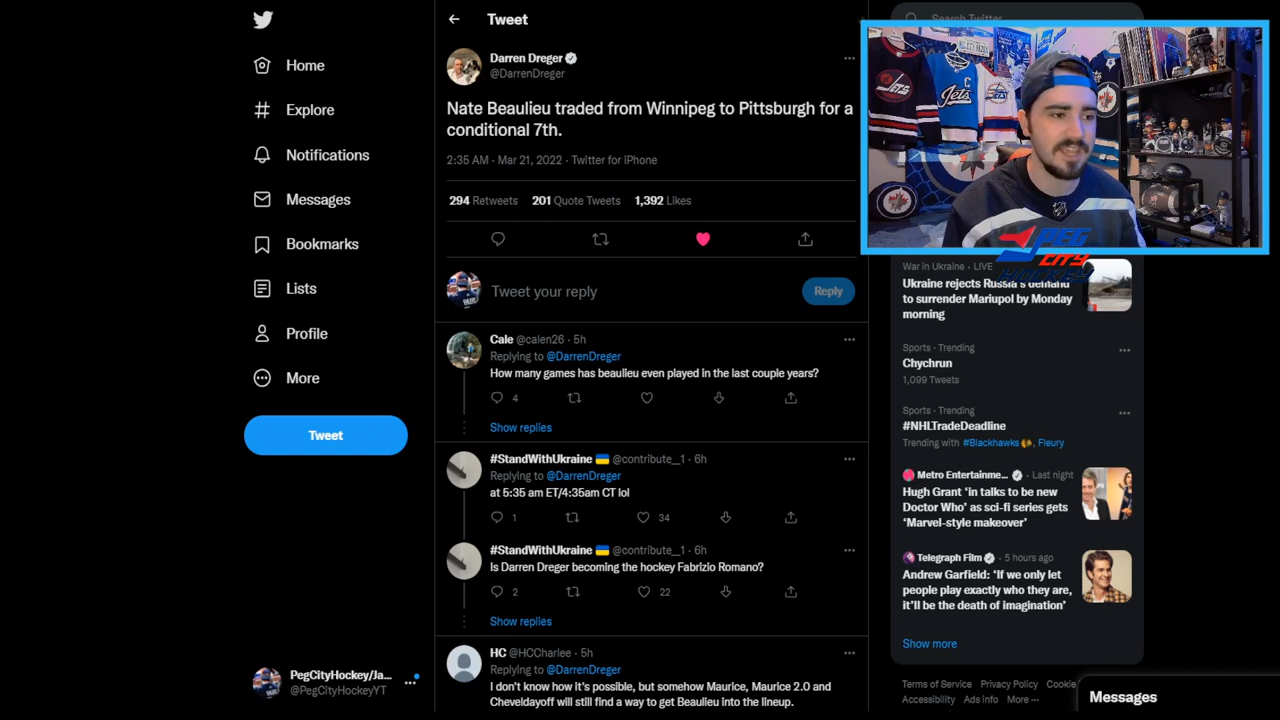 Home
Explore
Notifications
Messages
Bookmarks
Lists
Profile
More
Tweet
PegCityHockey/Ja...
@PegCityHockeyYT
Tweet
Darren Dreger
@DarrenDreger
Nate Beaulieu traded from Winnipeg to Pittsburgh for a
conditional 7th.
2:35 AM · Mar 21, 2022 · Twitter for iPhone
294 Retweets 201 Quote Tweets 1,392 Likes
Tweet your reply
Reply
Cale @calen26 · 5h
Replying to @DarrenDreger
How many games has beaulieu even played in the last couple years?
4
Show replies
#StandWithUkraine 🇺🇦 @contribute__1 · 6h
Replying to @DarrenDreger
at 5:35 am ET/4:35am CT lol
1 34
#StandWithUkraine 🇺🇦 @contribute__1 · 6h
Is Darren Dreger becoming the hockey Fabrizio Romano?
2 22
Show replies
HC @HCCharlee · 5h
Replying to @DarrenDreger
I don't know how it's possible, but somehow Maurice, Maurice 2.0 and
Cheveldayoff will still find a way to get Beaulieu into the lineup.
Search Twitter
JETS
Jets
C
PEG
CITY
HOCKEY
War in Ukraine · LIVE
Ukraine rejects Russia's demand
to surrender Mariupol by Monday
morning
Sports · Trending
Chychrun
1,099 Tweets
Sports · Trending
#NHLTradeDeadline
Trending with #Blackhawks, Fleury
Metro Entertainme... · Last night
Hugh Grant 'in talks to be new
Doctor Who' as sci-fi series gets
'Marvel-style makeover'
Telegraph Film · 5 hours ago
Andrew Garfield: 'If we only let
people play exactly who they are,
it'll be the death of imagination'
Show more
Terms of Service Privacy Policy Cookie
Accessibility Ads info More ···
Messages